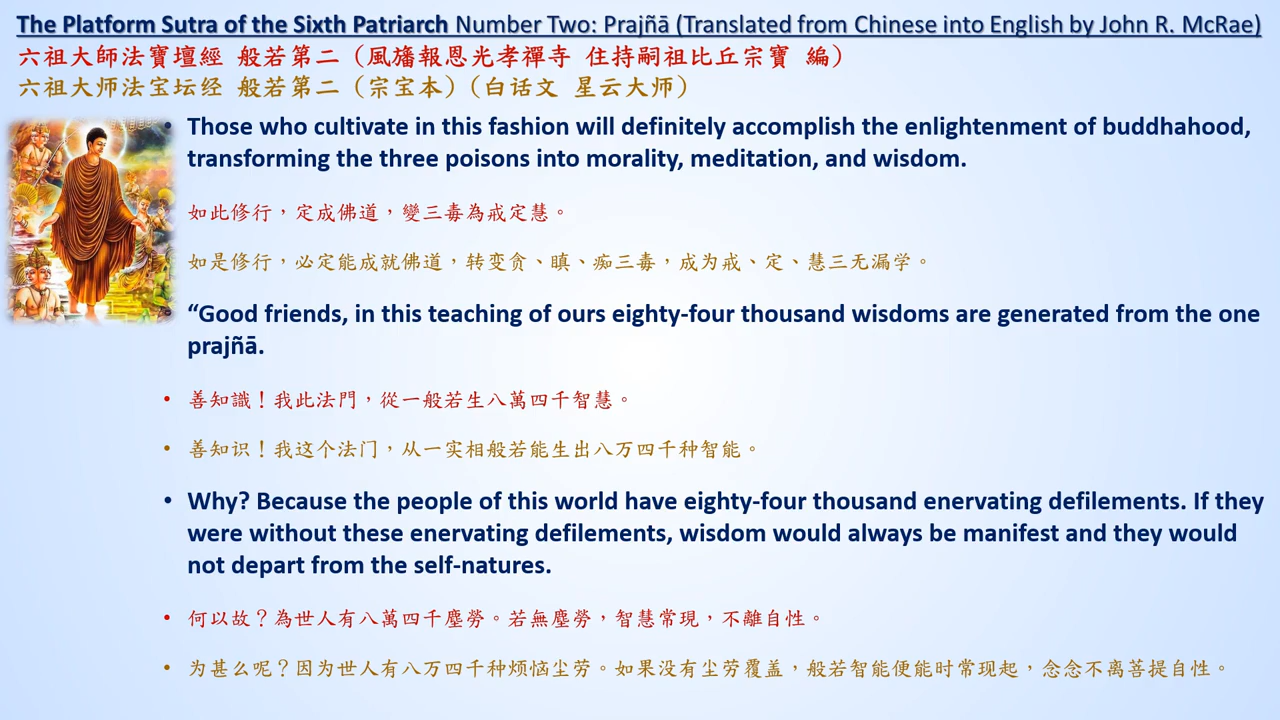 The Platform Sutra of the Sixth Patriarch Number Two: Prajñā (Translated from Chinese into English by John R. McRae)
六祖大師法寶壇經 般若第二（風旛報恩光孝禪寺 住持嗣祖比丘宗寶 編）
六祖大师法宝坛经 般若第二（宗宝本）（白话文 星云大师）
• Those who cultivate in this fashion will definitely accomplish the enlightenment of buddhahood,
transforming the three poisons into morality, meditation, and wisdom.
如此修行，定成佛道，變三毒為戒定慧。
如是修行，必定能成就佛道，转变贪、瞋、痴三毒，成为戒、定、慧三无漏学。
• “Good friends, in this teaching of ours eighty-four thousand wisdoms are generated from the one
prajñā.
• 善知識！我此法門，從一般若生八萬四千智慧。
• 善知识！我这个法门，从一实相般若能生出八万四千种智能。
• Why? Because the people of this world have eighty-four thousand enervating defilements. If they
were without these enervating defilements, wisdom would always be manifest and they would
not depart from the self-natures.
• 何以故？為世人有八萬四千塵勞。若無塵勞，智慧常現，不離自性。
• 为甚么呢？因为世人有八万四千种烦恼尘劳。如果没有尘劳覆盖，般若智能便能时常现起，念念不离菩提自性。